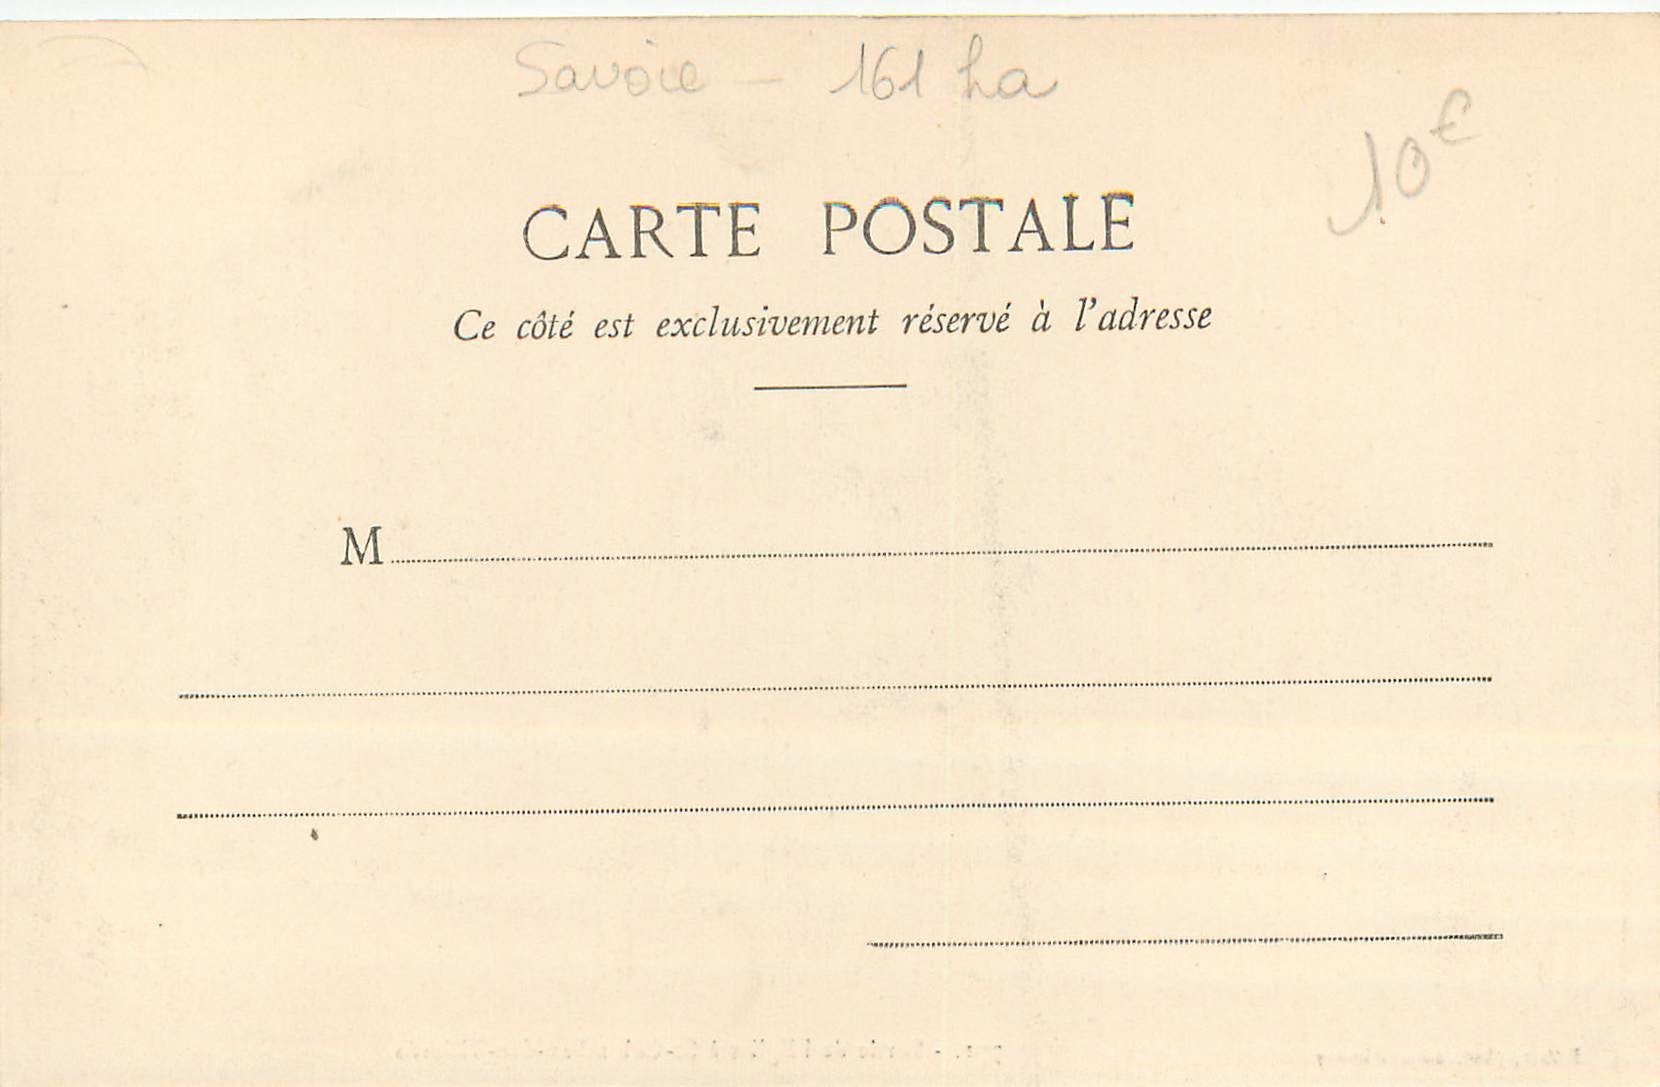 Savoie - 161 ha
10€
CARTE POSTALE
Ce côté est exclusivement réservé à l'adresse
M